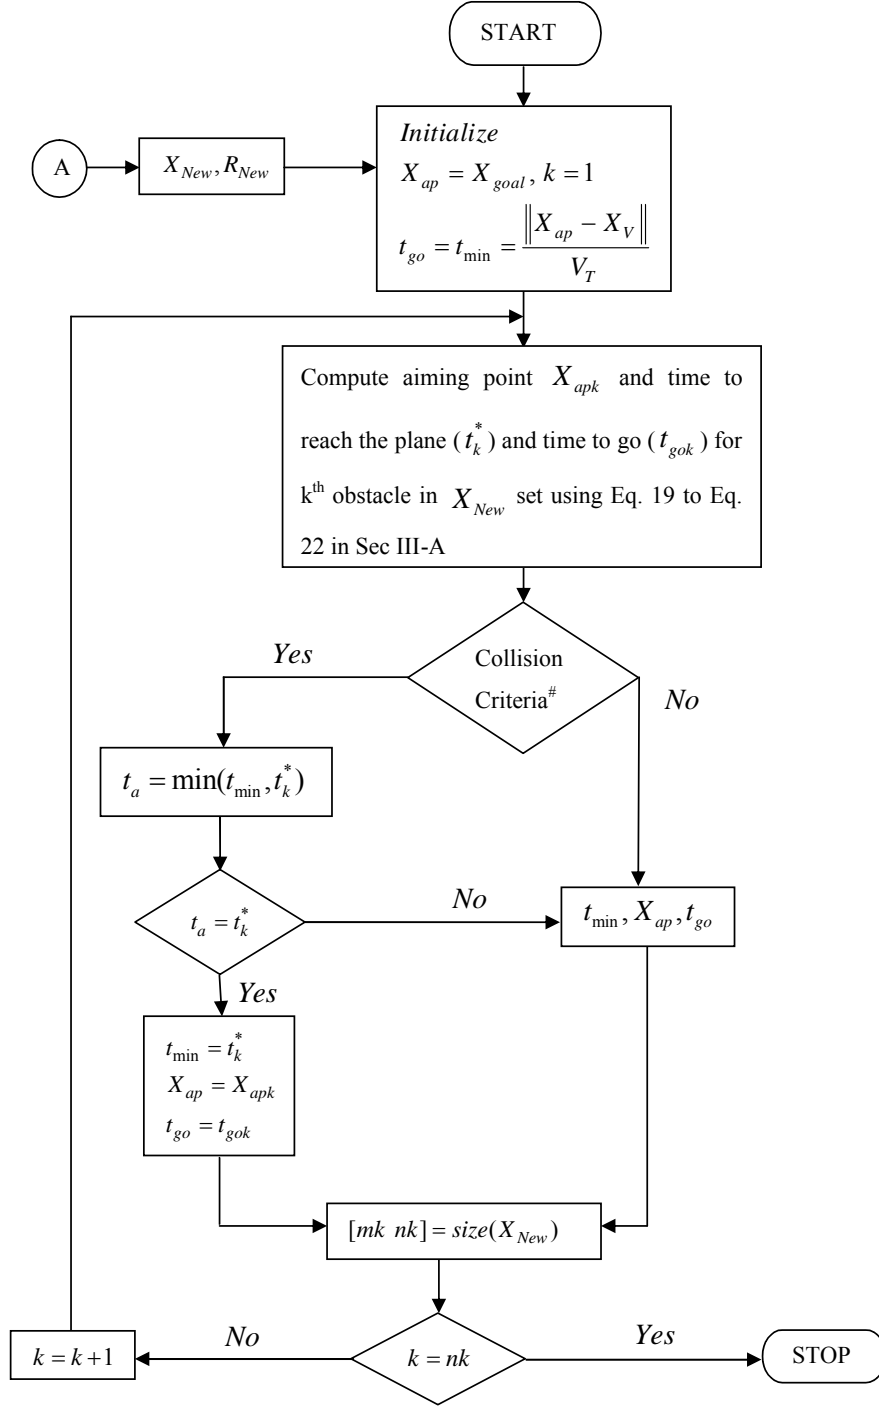 START
A
X_New, R_New
Initialize
X_ap = X_goal, k = 1
t_go = t_min = ‖X_ap − X_V‖ / V_T
Compute aiming point X_apk and time to
reach the plane (t_k^*) and time to go (t_gok) for
k^th obstacle in X_New set using Eq. 19 to Eq.
22 in Sec III-A
Collision
Criteria^#
Yes
No
t_a = min(t_min, t_k^*)
t_a = t_k^*
No
t_min, X_ap, t_go
Yes
t_min = t_k^*
X_ap = X_apk
t_go = t_gok
[mk nk] = size(X_New)
k = nk
No
Yes
k = k+1
STOP